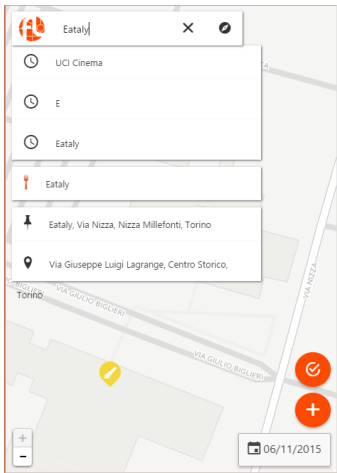 Eataly
UCI Cinema
E
Eataly
Eataly
Eataly, Via Nizza, Nizza Millefonti, Torino
Via Giuseppe Luigi Lagrange, Centro Storico,
Torino
VIA GIULIO BIGLIERI
VIA GIULIO BIGLIERI
VIA NIZZA
+
-
06/11/2015